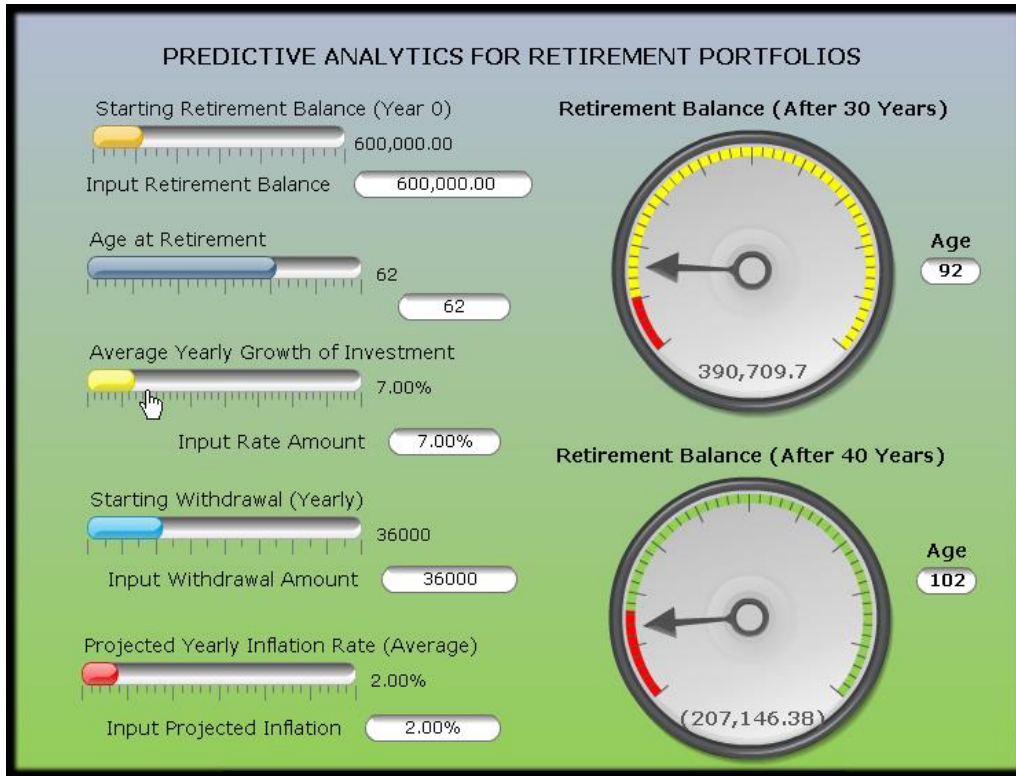 PREDICTIVE ANALYTICS FOR RETIREMENT PORTFOLIOS
Starting Retirement Balance (Year 0)
600,000.00
Input Retirement Balance 600,000.00
Age at Retirement
62
62
Average Yearly Growth of Investment
7.00%
Input Rate Amount 7.00%
Starting Withdrawal (Yearly)
36000
Input Withdrawal Amount 36000
Projected Yearly Inflation Rate (Average)
2.00%
Input Projected Inflation 2.00%
Retirement Balance (After 30 Years)
390,709.7
Age
92
Retirement Balance (After 40 Years)
(207,146.38)
Age
102